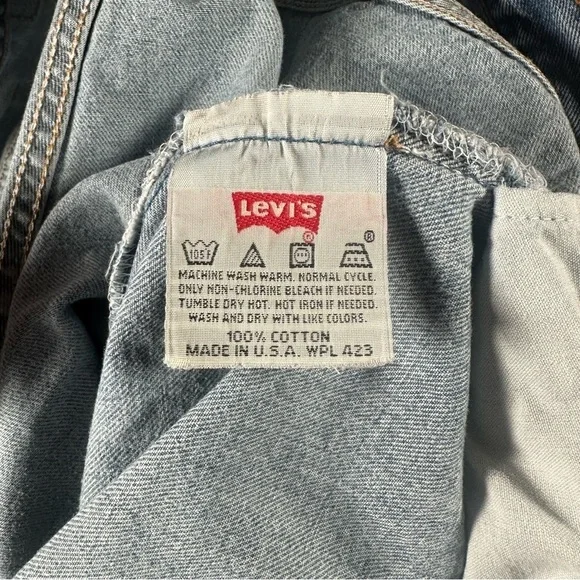 LEVI'S
®
105F
®
MACHINE WASH WARM. NORMAL CYCLE.
ONLY NON-CHLORINE BLEACH IF NEEDED.
TUMBLE DRY HOT. HOT IRON IF NEEDED.
WASH AND DRY WITH LIKE COLORS.
100% COTTON
MADE IN U.S.A. WPL 423